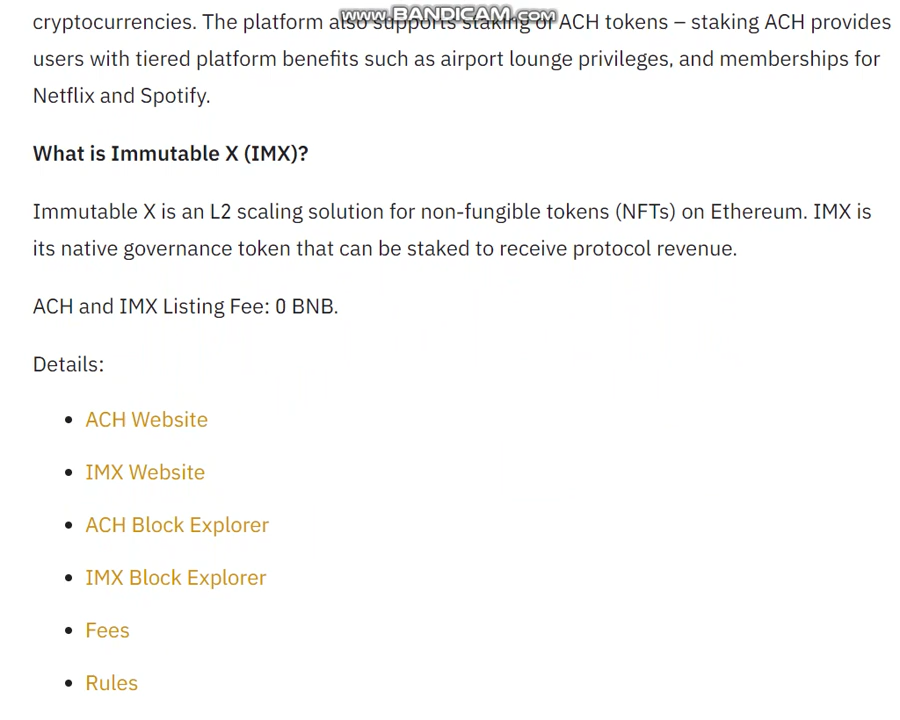 www.BANDICAM.com
cryptocurrencies. The platform also supports staking of ACH tokens – staking ACH provides
users with tiered platform benefits such as airport lounge privileges, and memberships for
Netflix and Spotify.
What is Immutable X (IMX)?
Immutable X is an L2 scaling solution for non-fungible tokens (NFTs) on Ethereum. IMX is
its native governance token that can be staked to receive protocol revenue.
ACH and IMX Listing Fee: 0 BNB.
Details:
• ACH Website
• IMX Website
• ACH Block Explorer
• IMX Block Explorer
• Fees
• Rules